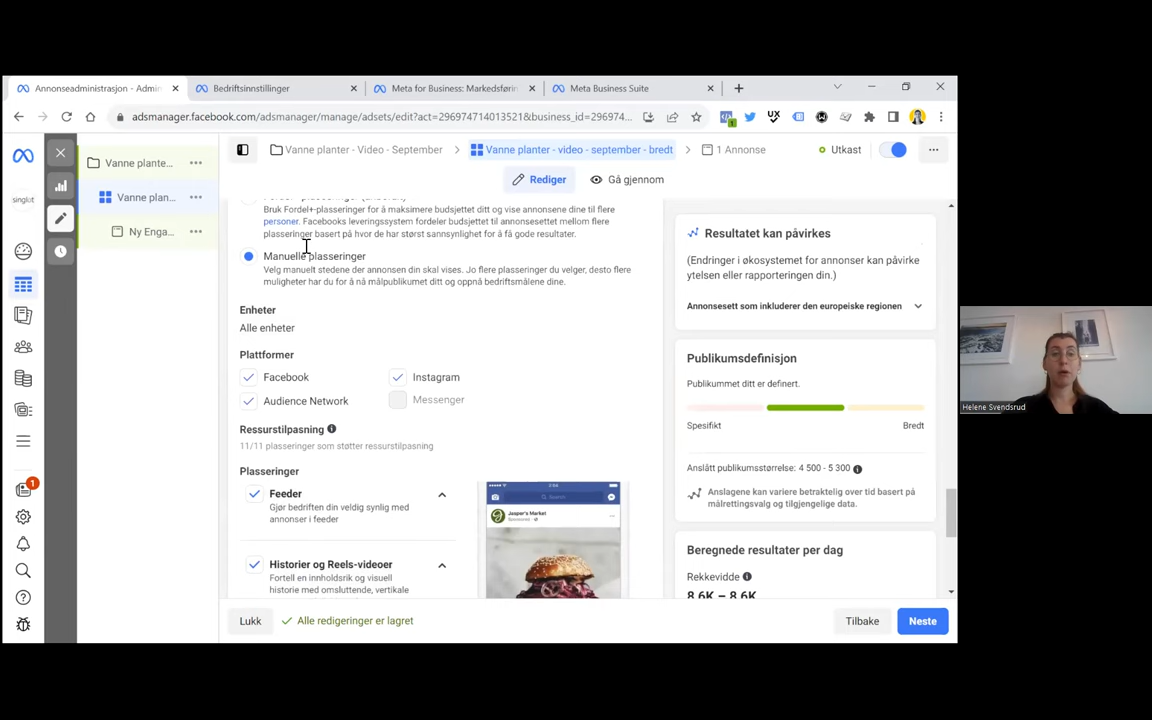 Annonseadministrasjon - Admin
Bedriftsinnstillinger
Meta for Business: Markedsførin
Meta Business Suite
adsmanager.facebook.com/adsmanager/manage/adsets/edit?act=296974714013521&business_id=296974...
Vanne plante...
Vanne plan...
Ny Enga...
singlot
1
Vanne planter - Video - September
Vanne planter - video - september - bredt
1 Annonse
Utkast
Rediger
Gå gjennom
Bruk Fordel+-plasseringer for å maksimere budsjettet ditt og vise annonsene dine til flere
personer. Facebooks leveringssystem fordeler budsjettet til annonsesettet mellom flere
plasseringer basert på hvor de har størst sannsynlighet for å få gode resultater.
Manuelle plasseringer
Velg manuelt stedene der annonsen din skal vises. Jo flere plasseringer du velger, desto flere
muligheter har du for å nå målpublikumet ditt og oppnå bedriftsmålene dine.
Enheter
Alle enheter
Plattformer
Facebook
Instagram
Audience Network
Messenger
Ressurstilpasning
11/11 plasseringer som støtter ressurstilpasning
Plasseringer
Feeder
Gjør bedriften din veldig synlig med
annonser i feeder
Historier og Reels-videoer
Fortell en innholdsrik og visuell
historie med omsluttende, vertikale
Search
Jasper's Market
Sponsored
Resultatet kan påvirkes
(Endringer i økosystemet for annonser kan påvirke
ytelsen eller rapporteringen din.)
Annonsesett som inkluderer den europeiske regionen
Publikumsdefinisjon
Publikummet ditt er definert.
Spesifikt
Bredt
Anslått publikumsstørrelse: 4 500 - 5 300
Anslagene kan variere betraktelig over tid basert på
målrettingsvalg og tilgjengelige data.
Beregnede resultater per dag
Rekkevidde
8,6K – 8,6K
Lukk
Alle redigeringer er lagret
Tilbake
Neste
Helene Svendsrud